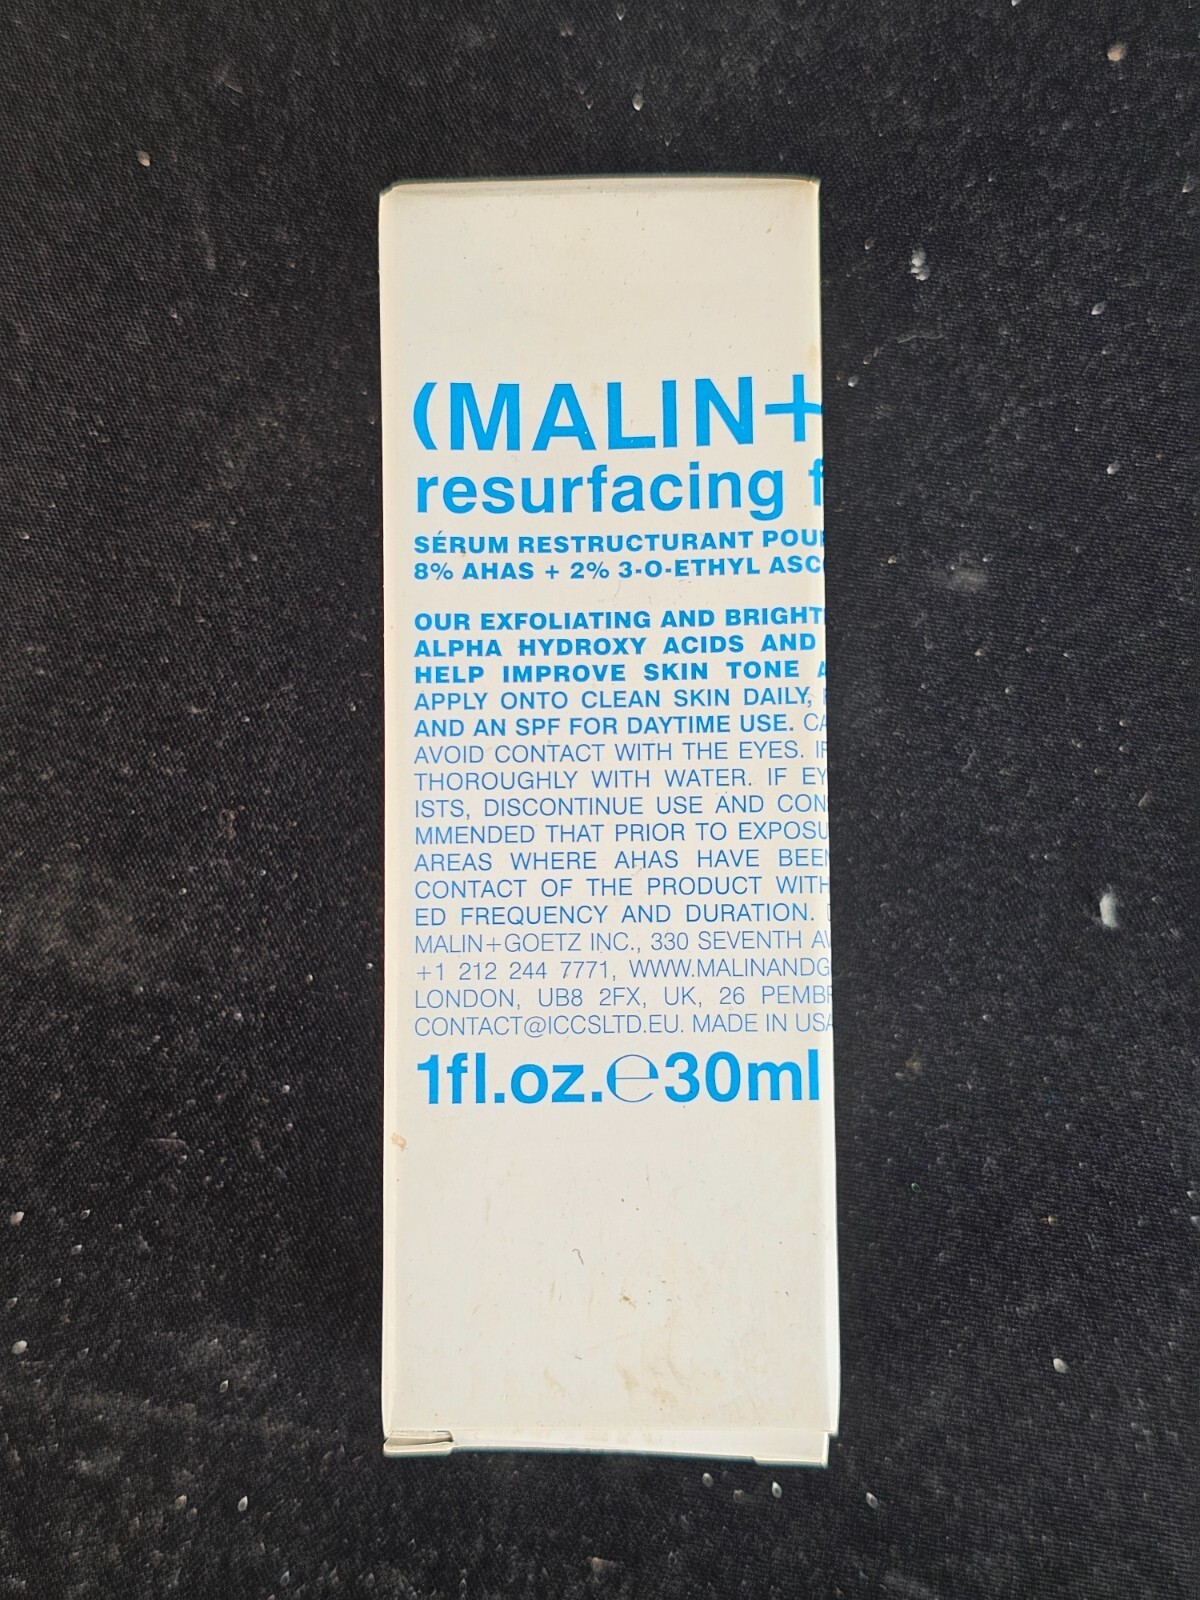 (MALIN+
resurfacing f
SÉRUM RESTRUCTURANT POUR
8% AHAS + 2% 3-O-ETHYL ASCO
OUR EXFOLIATING AND BRIGHT
ALPHA HYDROXY ACIDS AND
HELP IMPROVE SKIN TONE A
APPLY ONTO CLEAN SKIN DAILY,
AND AN SPF FOR DAYTIME USE. CA
AVOID CONTACT WITH THE EYES. IF
THOROUGHLY WITH WATER. IF EY
ISTS, DISCONTINUE USE AND CON
MMENDED THAT PRIOR TO EXPOSU
AREAS WHERE AHAS HAVE BEEN
CONTACT OF THE PRODUCT WITH
ED FREQUENCY AND DURATION.
MALIN+GOETZ INC., 330 SEVENTH AV
+1 212 244 7771, WWW.MALINANDG
LONDON, UB8 2FX, UK, 26 PEMBR
CONTACT@ICCSLTD.EU. MADE IN USA
1fl.oz.℮30ml